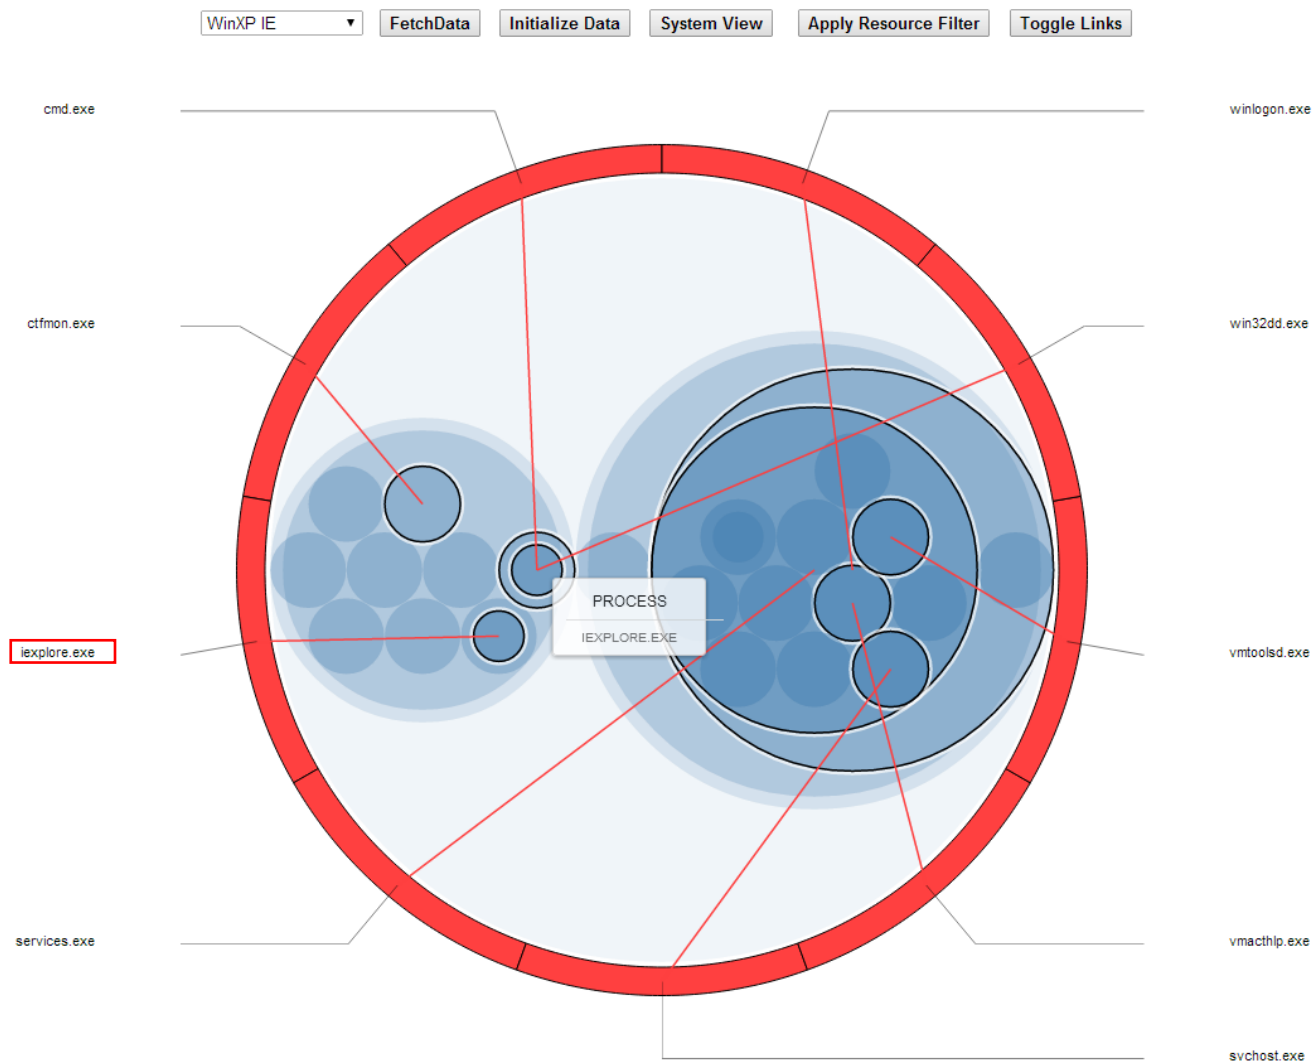 WinXP IE
FetchData
Initialize Data
System View
Apply Resource Filter
Toggle Links
cmd.exe
winlogon.exe
ctfmon.exe
win32dd.exe
PROCESS
IEXPLORE.EXE
iexplore.exe
vmtoolsd.exe
services.exe
vmacthlp.exe
svchost.exe